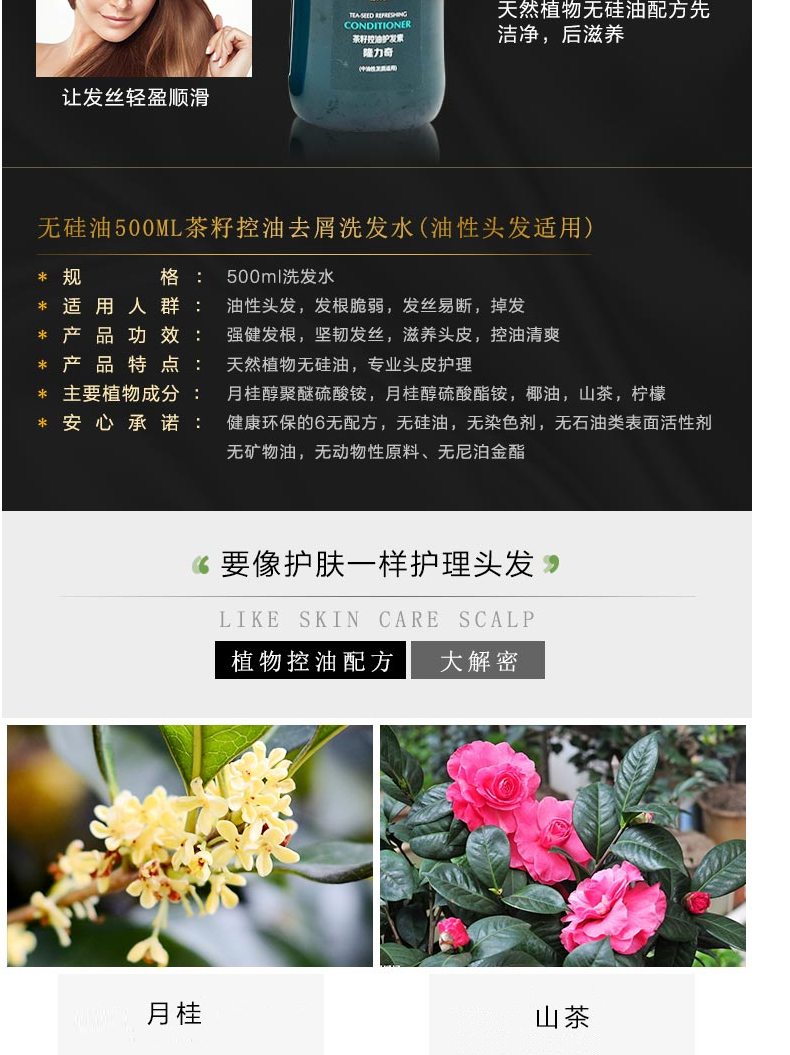 天然植物无硅油配方先
洁净，后滋养
TEA-SEED REFRESHING
CONDITIONER
茶籽控油护发素
隆力奇
(中油性发质适用)
让发丝轻盈顺滑
无硅油500ML茶籽控油去屑洗发水(油性头发适用)
* 规格： 500ml洗发水
* 适用人群： 油性头发，发根脆弱，发丝易断，掉发
* 产品功效： 强健发根，坚韧发丝，滋养头皮，控油清爽
* 产品特点： 天然植物无硅油，专业头皮护理
* 主要植物成分： 月桂醇聚醚硫酸铵，月桂醇硫酸酯铵，椰油，山茶，柠檬
* 安心承诺： 健康环保的6无配方，无硅油，无染色剂，无石油类表面活性剂
无矿物油，无动物性原料、无尼泊金酯
要像护肤一样护理头发
LIKE SKIN CARE SCALP
植物控油配方 大解密
月桂
山茶